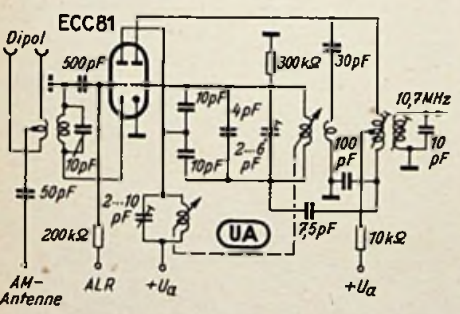 ECC81
Dipol
500pF
10pF
50pF
200kΩ
AM-
Antenne
ALR
+Ua
2...10
pF
10pF
10pF
4pF
2-6
pF
300kΩ
30pF
10,7MHz
100
pF
10
pF
7,5pF
10kΩ
UA
+Ua